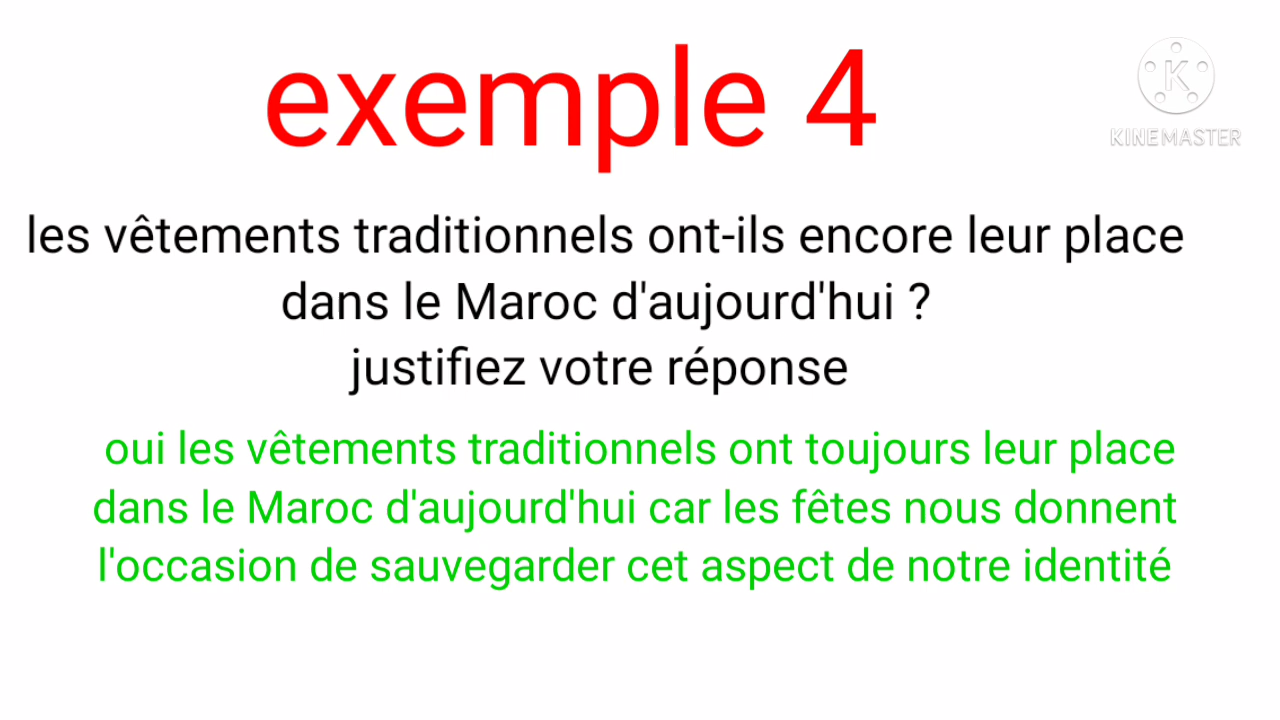 exemple 4
K
KINEMASTER
les vêtements traditionnels ont-ils encore leur place
dans le Maroc d'aujourd'hui ?
justifiez votre réponse
oui les vêtements traditionnels ont toujours leur place
dans le Maroc d'aujourd'hui car les fêtes nous donnent
l'occasion de sauvegarder cet aspect de notre identité